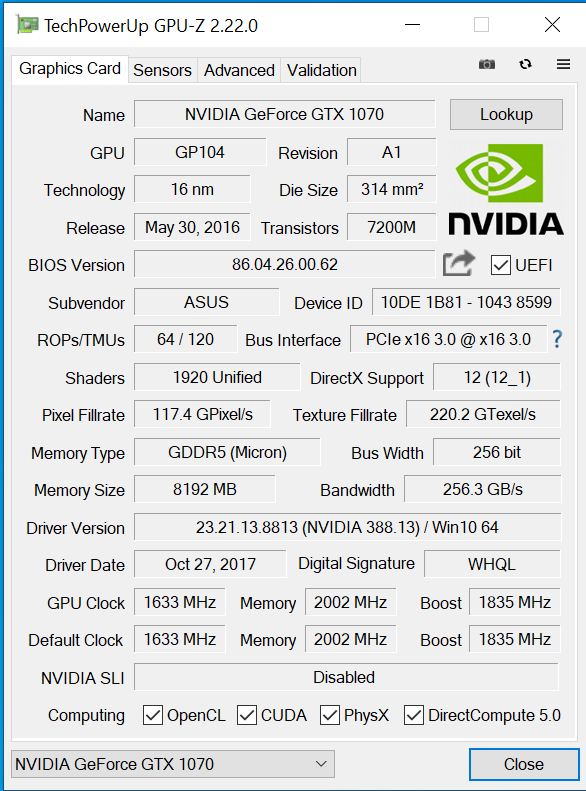 TechPowerUp GPU-Z 2.22.0
Graphics Card Sensors Advanced Validation
Name NVIDIA GeForce GTX 1070 Lookup
GPU GP104 Revision A1
Technology 16 nm Die Size 314 mm²
Release May 30, 2016 Transistors 7200M
NVIDIA
BIOS Version 86.04.26.00.62 UEFI
Subvendor ASUS Device ID 10DE 1B81 - 1043 8599
ROPs/TMUs 64 / 120 Bus Interface PCIe x16 3.0 @ x16 3.0 ?
Shaders 1920 Unified DirectX Support 12 (12_1)
Pixel Fillrate 117.4 GPixel/s Texture Fillrate 220.2 GTexel/s
Memory Type GDDR5 (Micron) Bus Width 256 bit
Memory Size 8192 MB Bandwidth 256.3 GB/s
Driver Version 23.21.13.8813 (NVIDIA 388.13) / Win10 64
Driver Date Oct 27, 2017 Digital Signature WHQL
GPU Clock 1633 MHz Memory 2002 MHz Boost 1835 MHz
Default Clock 1633 MHz Memory 2002 MHz Boost 1835 MHz
NVIDIA SLI Disabled
Computing OpenCL CUDA PhysX DirectCompute 5.0
NVIDIA GeForce GTX 1070 Close